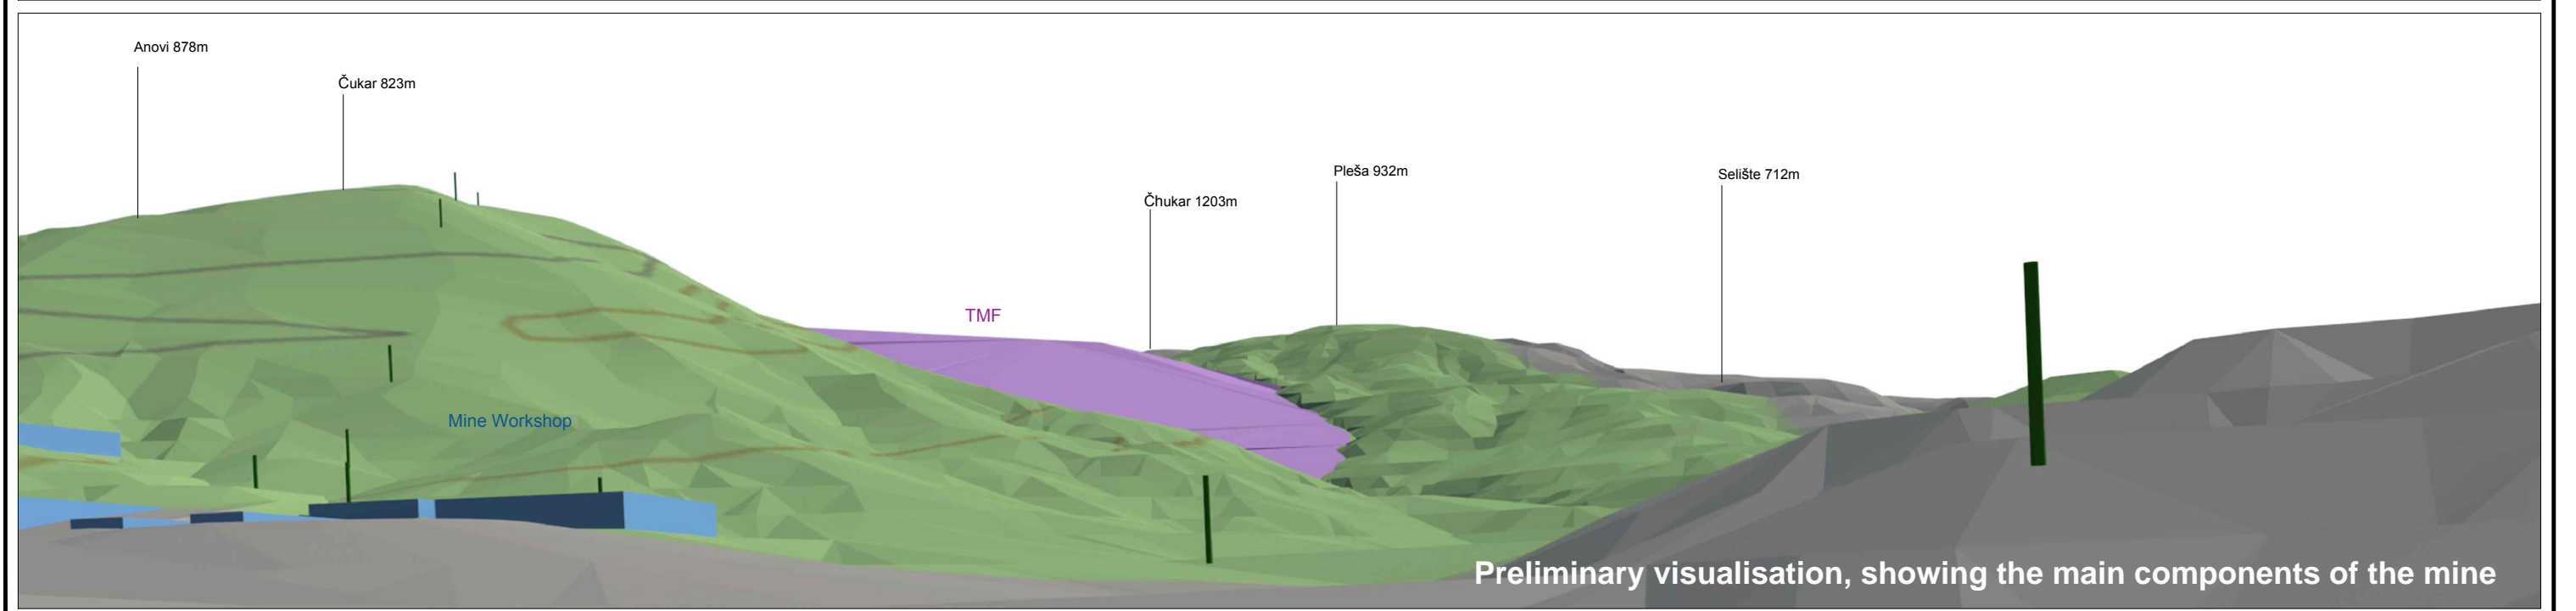 Anovi 878m
Čukar 823m
Čhukar 1203m
Pleša 932m
Selište 712m
TMF
Mine Workshop
Preliminary visualisation, showing the main components of the mine